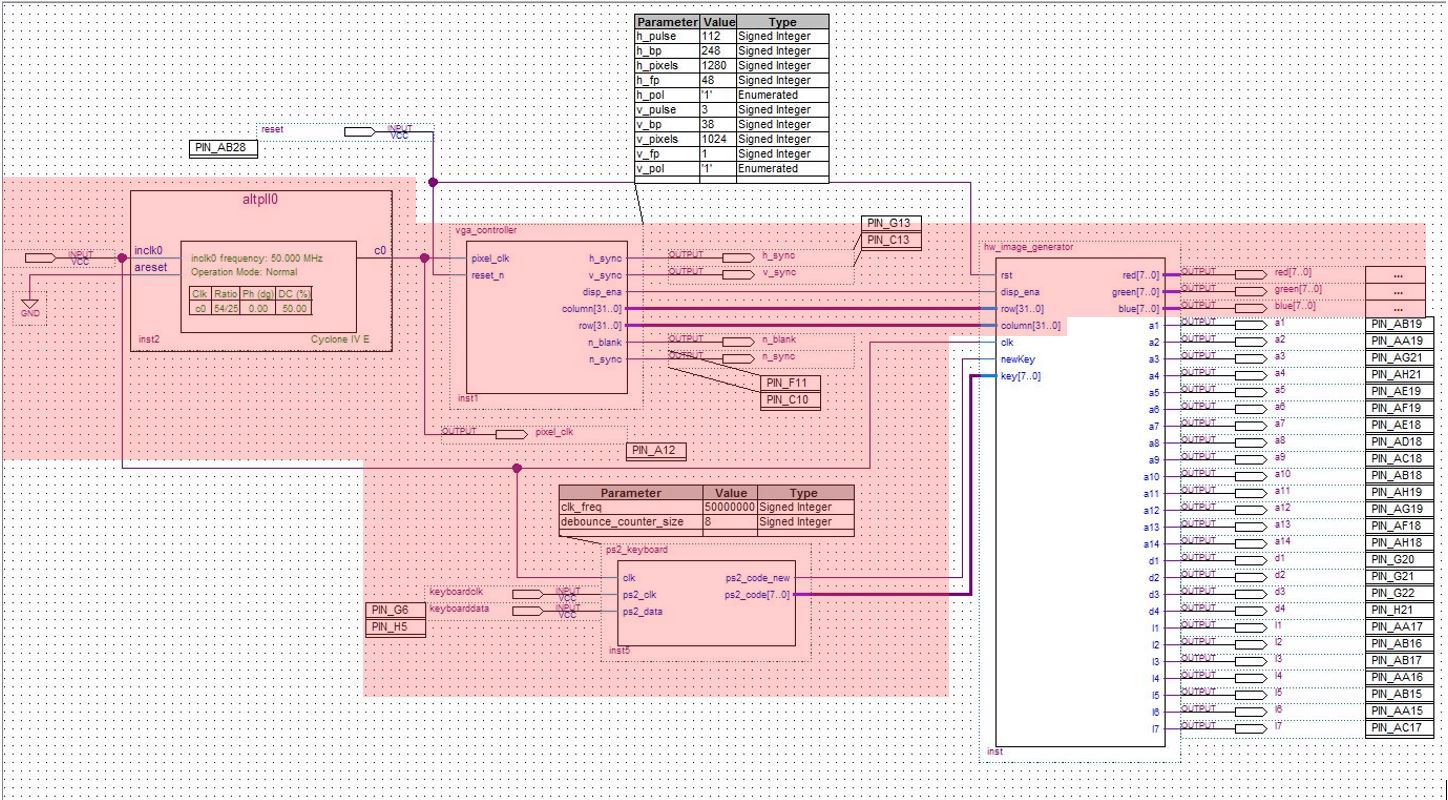 Parameter Value Type
h_pulse 112 Signed Integer
h_bp 248 Signed Integer
h_pixels 1280 Signed Integer
h_fp 48 Signed Integer
h_pol '1' Enumerated
v_pulse 3 Signed Integer
v_bp 38 Signed Integer
v_pixels 1024 Signed Integer
v_fp 1 Signed Integer
v_pol '1' Enumerated
reset INPUT VCC
PIN_AB28
altpll0
INPUT VCC
inclk0 c0
areset
inclk0 frequency: 50.000 MHz
Operation Mode: Normal
Clk Ratio Ph (dg) DC (%)
c0 54/25 0.00 50.00
inst2 Cyclone IV E
GND
vga_controller
pixel_clk h_sync
reset_n v_sync
disp_ena
column[31..0]
row[31..0]
n_blank
n_sync
inst1
OUTPUT h_sync
OUTPUT v_sync
PIN_G13
PIN_C13
OUTPUT n_blank
OUTPUT n_sync
PIN_F11
PIN_C10
OUTPUT pixel_clk
PIN_A12
Parameter Value Type
clk_freq 50000000 Signed Integer
debounce_counter_size 8 Signed Integer
ps2_keyboard
clk ps2_code_new
ps2_clk ps2_code[7..0]
ps2_data
inst5
keyboardclk INPUT VCC
keyboarddata INPUT VCC
PIN_G6
PIN_H5
hw_image_generator
rst red[7..0] OUTPUT red[7..0] ...
disp_ena green[7..0] OUTPUT green[7..0] ...
row[31..0] blue[7..0] OUTPUT blue[7..0] ...
column[31..0] a1 OUTPUT a1 PIN_AB19
clk a2 OUTPUT a2 PIN_AA19
newKey a3 OUTPUT a3 PIN_AG21
key[7..0] a4 OUTPUT a4 PIN_AH21
a5 OUTPUT a5 PIN_AE19
a6 OUTPUT a6 PIN_AF19
a7 OUTPUT a7 PIN_AE18
a8 OUTPUT a8 PIN_AD18
a9 OUTPUT a9 PIN_AC18
a10 OUTPUT a10 PIN_AB18
a11 OUTPUT a11 PIN_AH19
a12 OUTPUT a12 PIN_AG19
a13 OUTPUT a13 PIN_AF18
a14 OUTPUT a14 PIN_AH18
d1 OUTPUT d1 PIN_G20
d2 OUTPUT d2 PIN_G21
d3 OUTPUT d3 PIN_G22
d4 OUTPUT d4 PIN_H21
l1 OUTPUT l1 PIN_AA17
l2 OUTPUT l2 PIN_AB16
l3 OUTPUT l3 PIN_AB17
l4 OUTPUT l4 PIN_AA16
l5 OUTPUT l5 PIN_AB15
l6 OUTPUT l6 PIN_AA15
l7 OUTPUT l7 PIN_AC17
inst